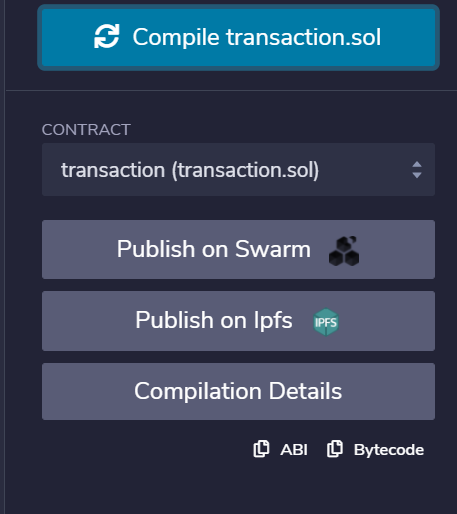 Compile transaction.sol
CONTRACT
transaction (transaction.sol)
Publish on Swarm
Publish on Ipfs IPFS
Compilation Details
ABI Bytecode